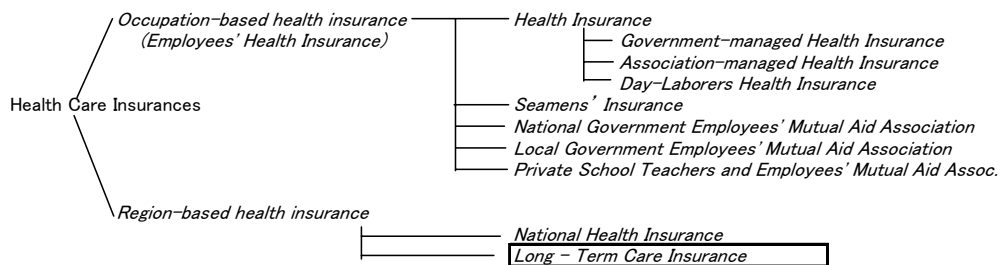 Occupation-based health insurance
(Employees' Health Insurance)
Health Insurance
Government-managed Health Insurance
Association-managed Health Insurance
Day-Laborers Health Insurance
Health Care Insurances
Seamens' Insurance
National Government Employees' Mutual Aid Association
Local Government Employees' Mutual Aid Association
Private School Teachers and Employees' Mutual Aid Assoc.
Region-based health insurance
National Health Insurance
Long - Term Care Insurance